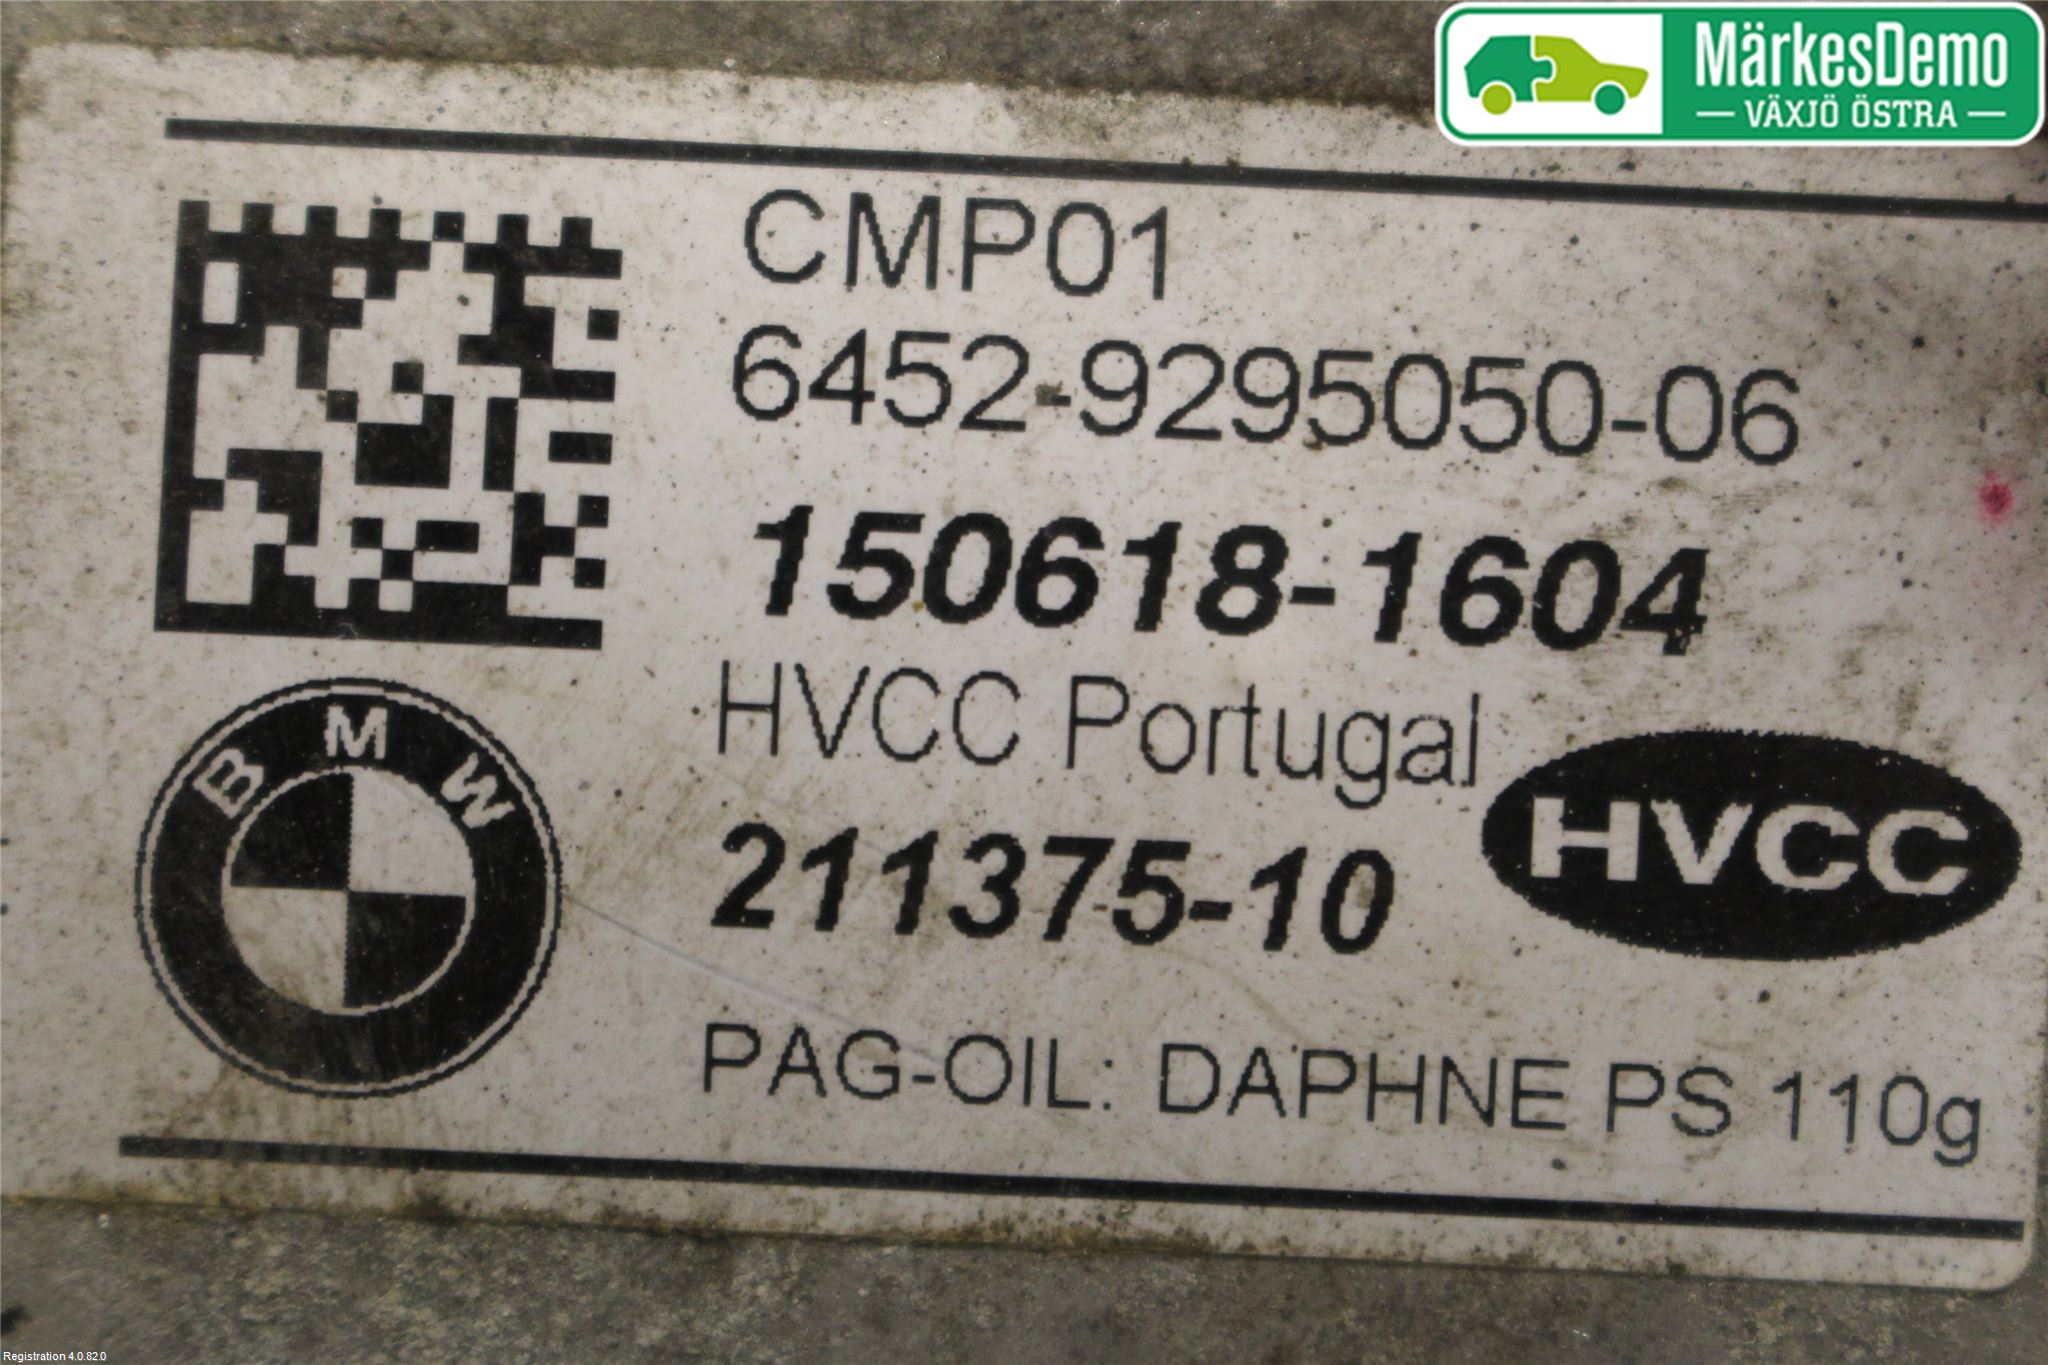 MärkesDemo
VÄXJÖ ÖSTRA
CMP01
6452-9295050-06
150618-1604
HVCC Portugal
211375-10
HVCC
BMW
PAG-OIL: DAPHNE PS 110g
Registration 4.0.82.0